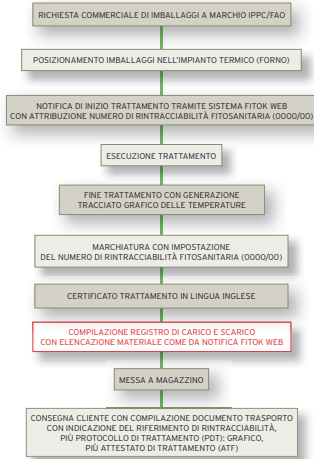 RICHIESTA COMMERCIALE DI IMBALLAGGI A MARCHIO IPPC/FAO
POSIZIONAMENTO IMBALLAGGI NELL'IMPIANTO TERMICO (FORNO)
NOTIFICA DI INIZIO TRATTAMENTO TRAMITE SISTEMA FITOK WEB
CON ATTRIBUZIONE NUMERO DI RINTRACCIABILITÀ FITOSANITARIA (0000/00)
ESECUZIONE TRATTAMENTO
FINE TRATTAMENTO CON GENERAZIONE
TRACCIATO GRAFICO DELLE TEMPERATURE
MARCHIATURA CON IMPOSTAZIONE
DEL NUMERO DI RINTRACCIABILITÀ FITOSANITARIA (0000/00)
CERTIFICATO TRATTAMENTO IN LINGUA INGLESE
COMPILAZIONE REGISTRO DI CARICO E SCARICO
CON ELENCAZIONE MATERIALE COME DA NOTIFICA FITOK WEB
MESSA A MAGAZZINO
CONSEGNA CLIENTE CON COMPILAZIONE DOCUMENTO TRASPORTO
CON INDICAZIONE DEL RIFERIMENTO DI RINTRACCIABILITÀ,
PIÙ PROTOCOLLO DI TRATTAMENTO (PDT): GRAFICO,
PIÙ ATTESTATO DI TRATTAMENTO (ATF)